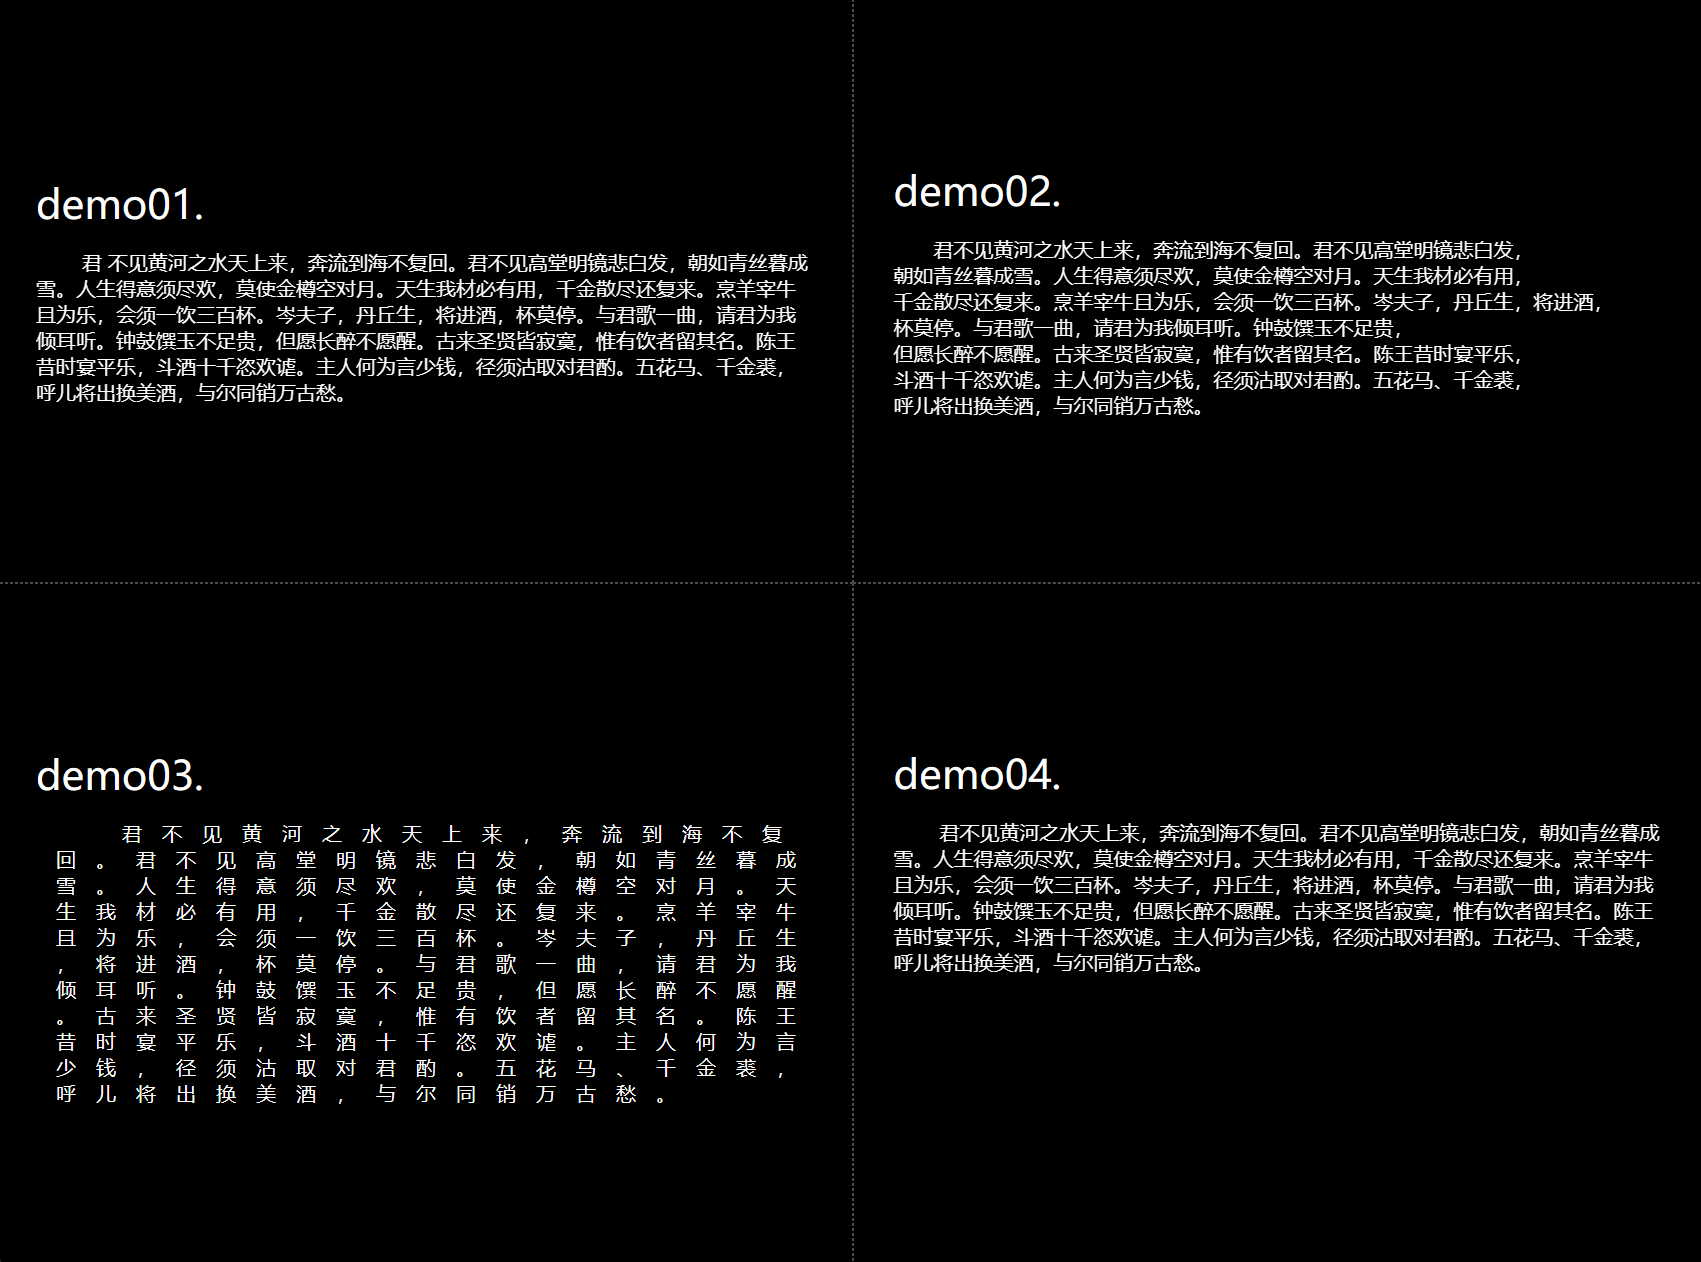 demo01.
君 不见黄河之水天上来，奔流到海不复回。君不见高堂明镜悲白发，朝如青丝暮成
雪。人生得意须尽欢，莫使金樽空对月。天生我材必有用，千金散尽还复来。烹羊宰牛
且为乐，会须一饮三百杯。岑夫子，丹丘生，将进酒，杯莫停。与君歌一曲，请君为我
倾耳听。钟鼓馔玉不足贵，但愿长醉不愿醒。古来圣贤皆寂寞，惟有饮者留其名。陈王
昔时宴平乐，斗酒十千恣欢谑。主人何为言少钱，径须沽取对君酌。五花马、千金裘，
呼儿将出换美酒，与尔同销万古愁。
demo02.
君不见黄河之水天上来，奔流到海不复回。君不见高堂明镜悲白发，
朝如青丝暮成雪。人生得意须尽欢，莫使金樽空对月。天生我材必有用，
千金散尽还复来。烹羊宰牛且为乐，会须一饮三百杯。岑夫子，丹丘生，将进酒，
杯莫停。与君歌一曲，请君为我倾耳听。钟鼓馔玉不足贵，
但愿长醉不愿醒。古来圣贤皆寂寞，惟有饮者留其名。陈王昔时宴平乐，
斗酒十千恣欢谑。主人何为言少钱，径须沽取对君酌。五花马、千金裘，
呼儿将出换美酒，与尔同销万古愁。
demo03.
君不见黄河之水天上来，奔流到海不复
回。君不见高堂明镜悲白发，朝如青丝暮成
雪。人生得意须尽欢，莫使金樽空对月。天
生我材必有用，千金散尽还复来。烹羊宰牛
且为乐，会须一饮三百杯。岑夫子，丹丘生
，将进酒，杯莫停。与君歌一曲，请君为我
倾耳听。钟鼓馔玉不足贵，但愿长醉不愿醒
。古来圣贤皆寂寞，惟有饮者留其名。陈王
昔时宴平乐，斗酒十千恣欢谑。主人何为言
少钱，径须沽取对君酌。五花马、千金裘，
呼儿将出换美酒，与尔同销万古愁。
demo04.
君不见黄河之水天上来，奔流到海不复回。君不见高堂明镜悲白发，朝如青丝暮成
雪。人生得意须尽欢，莫使金樽空对月。天生我材必有用，千金散尽还复来。烹羊宰牛
且为乐，会须一饮三百杯。岑夫子，丹丘生，将进酒，杯莫停。与君歌一曲，请君为我
倾耳听。钟鼓馔玉不足贵，但愿长醉不愿醒。古来圣贤皆寂寞，惟有饮者留其名。陈王
昔时宴平乐，斗酒十千恣欢谑。主人何为言少钱，径须沽取对君酌。五花马、千金裘，
呼儿将出换美酒，与尔同销万古愁。